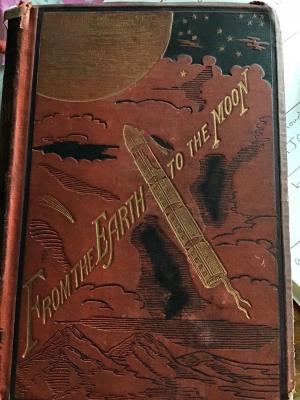 FROM THE EARTH TO THE MOON